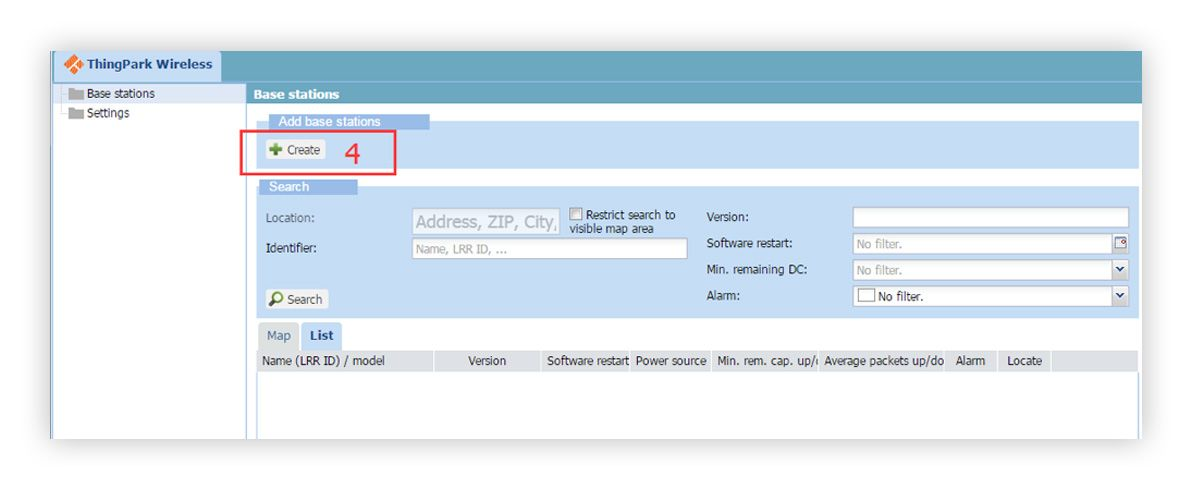 ThingPark Wireless
Base stations
Settings
Base stations
Add base stations
Create 4
Search
Location: Address, ZIP, City, Restrict search to visible map area
Identifier: Name, LRR ID, ...
Search
Version:
Software restart: No filter.
Min. remaining DC: No filter.
Alarm: No filter.
Map List
Name (LRR ID) / model Version Software restart Power source Min. rem. cap. up/ Average packets up/do Alarm Locate